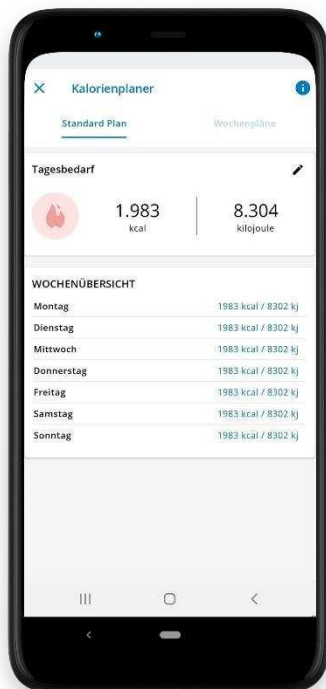 Kalorienplaner
Standard Plan Wochenpläne
Tagesbedarf
1.983 8.304
kcal kilojoule
WOCHENÜBERSICHT
Montag 1983 kcal / 8302 kj
Dienstag 1983 kcal / 8302 kj
Mittwoch 1983 kcal / 8302 kj
Donnerstag 1983 kcal / 8302 kj
Freitag 1983 kcal / 8302 kj
Samstag 1983 kcal / 8302 kj
Sonntag 1983 kcal / 8302 kj